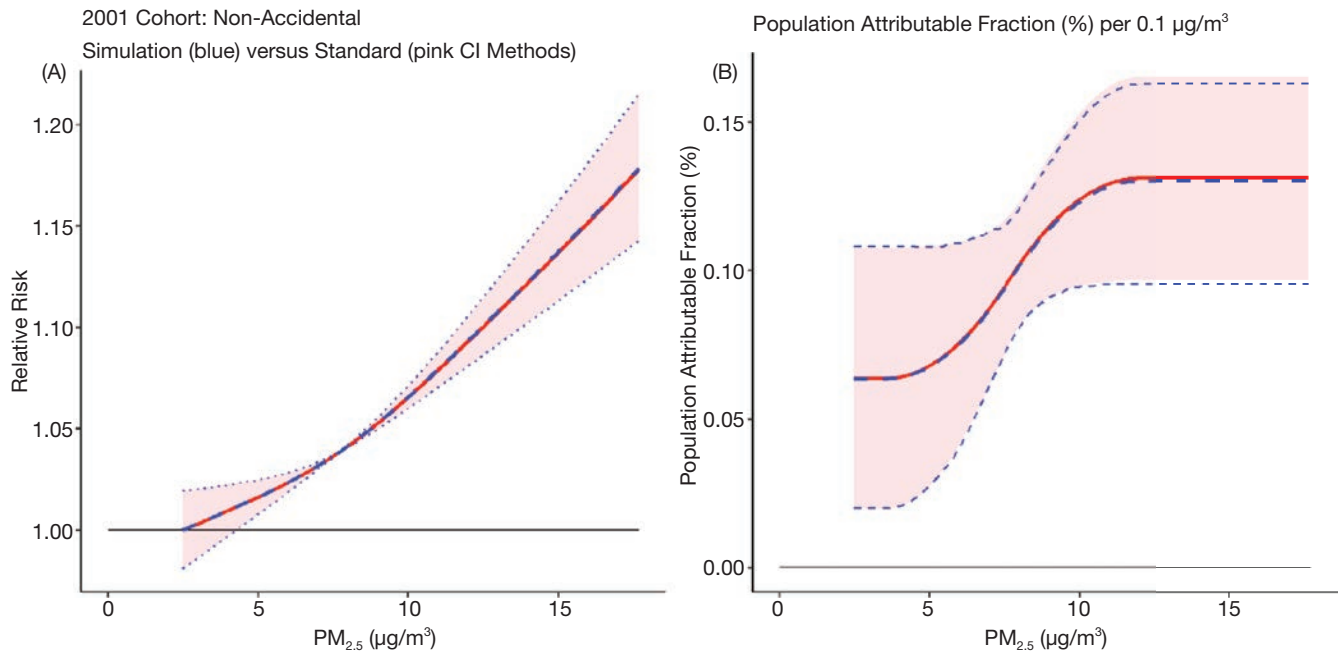 2001 Cohort: Non-Accidental
Simulation (blue) versus Standard (pink CI Methods)
(A)
1.20
1.15
1.10
1.05
1.00
Relative Risk
0
5
10
15
PM2.5 (µg/m³)
Population Attributable Fraction (%) per 0.1 µg/m³
(B)
0.15
0.10
0.05
0.00
Population Attributable Fraction (%)
0
5
10
15
PM2.5 (µg/m³)